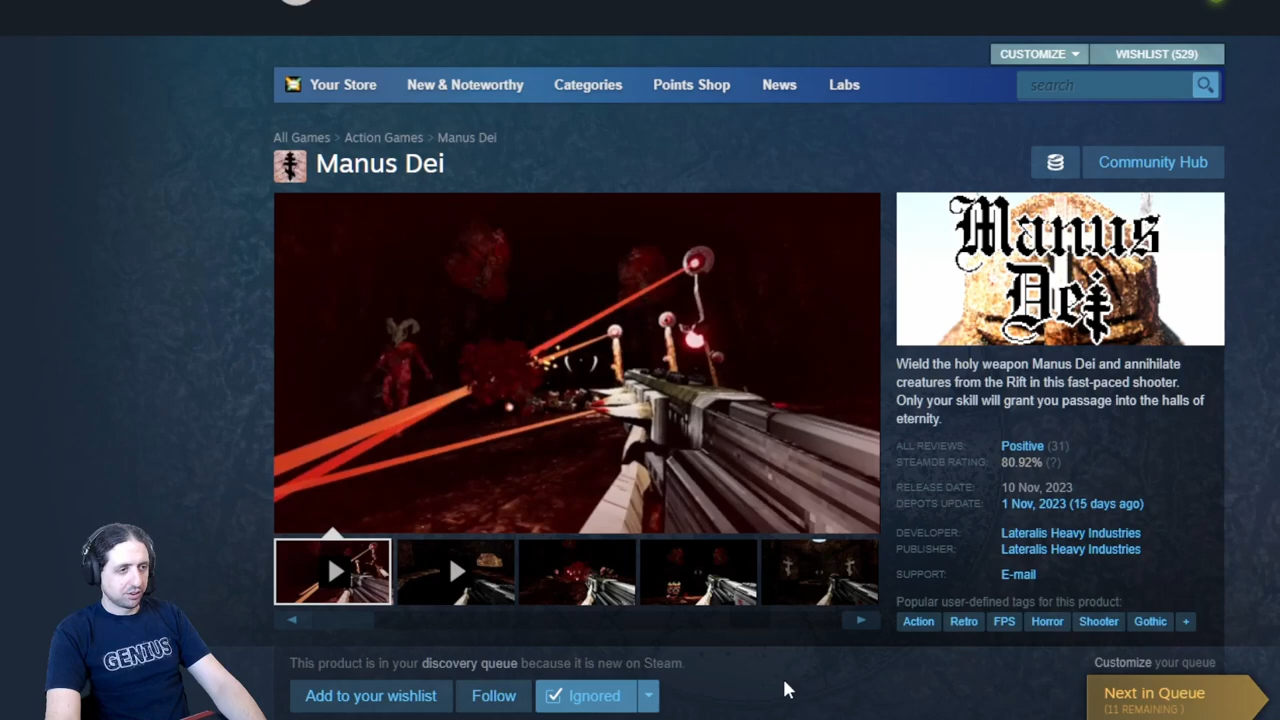 CUSTOMIZE
WISHLIST (529)
Your Store
New & Noteworthy
Categories
Points Shop
News
Labs
search
All Games > Action Games > Manus Dei
Manus Dei
Community Hub
Manus
Dei
Wield the holy weapon Manus Dei and annihilate
creatures from the Rift in this fast-paced shooter.
Only your skill will grant you passage into the halls of
eternity.
ALL REVIEWS: Positive (31)
STEAMDB RATING: 80.92% (?)
RELEASE DATE: 10 Nov, 2023
DEPOTS UPDATE: 1 Nov, 2023 (15 days ago)
DEVELOPER: Lateralis Heavy Industries
PUBLISHER: Lateralis Heavy Industries
SUPPORT: E-mail
Popular user-defined tags for this product:
Action
Retro
FPS
Horror
Shooter
Gothic
+
GENIUS
This product is in your discovery queue because it is new on Steam.
Customize your queue
Add to your wishlist
Follow
Ignored
Next in Queue
(11 REMAINING )